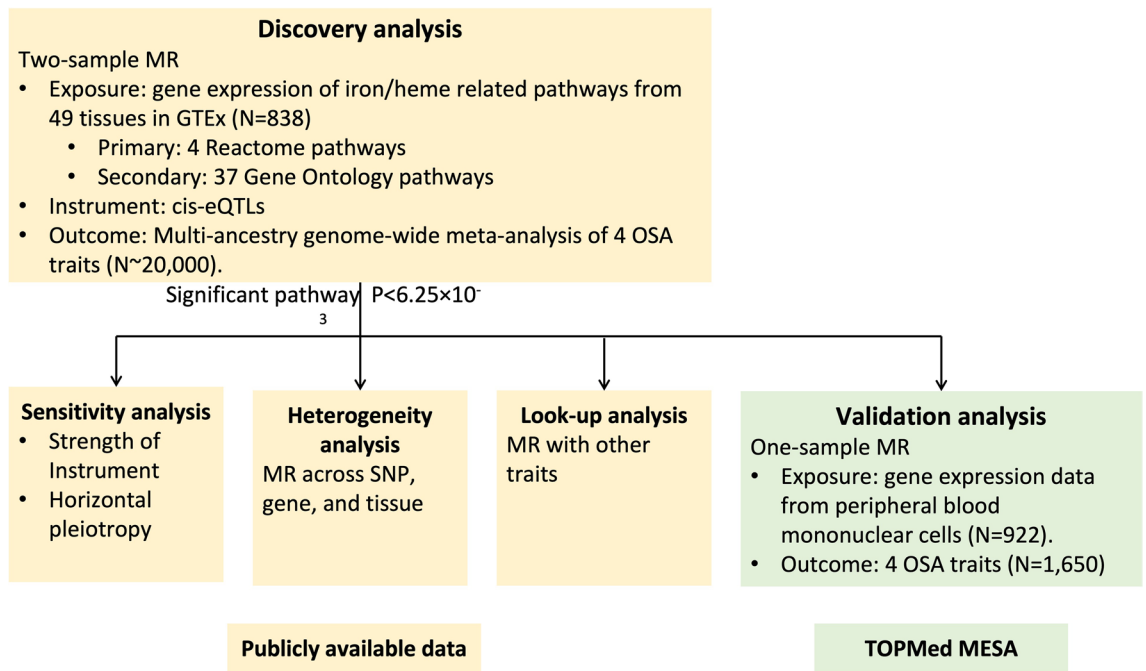 Discovery analysis
Two-sample MR
• Exposure: gene expression of iron/heme related pathways from
49 tissues in GTEx (N=838)
• Primary: 4 Reactome pathways
• Secondary: 37 Gene Ontology pathways
• Instrument: cis-eQTLs
• Outcome: Multi-ancestry genome-wide meta-analysis of 4 OSA
traits (N~20,000).
Significant pathway P<6.25×10-
3
Sensitivity analysis
• Strength of
Instrument
• Horizontal
pleiotropy
Heterogeneity
analysis
MR across SNP,
gene, and tissue
Look-up analysis
MR with other
traits
Validation analysis
One-sample MR
• Exposure: gene expression data
from peripheral blood
mononuclear cells (N=922).
• Outcome: 4 OSA traits (N=1,650)
Publicly available data
TOPMed MESA